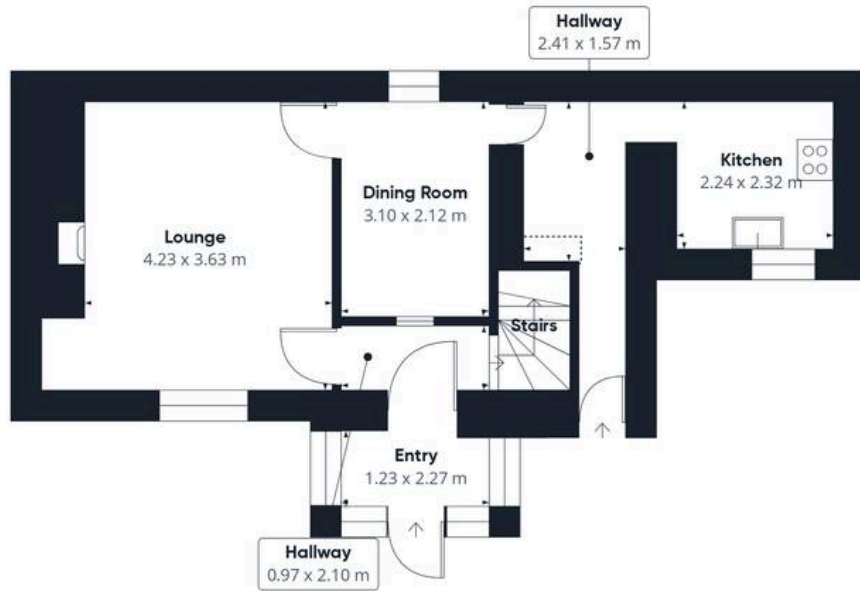 Hallway
2.41 x 1.57 m
Kitchen
2.24 x 2.32 m
Dining Room
3.10 x 2.12 m
Lounge
4.23 x 3.63 m
Stairs
Entry
1.23 x 2.27 m
Hallway
0.97 x 2.10 m